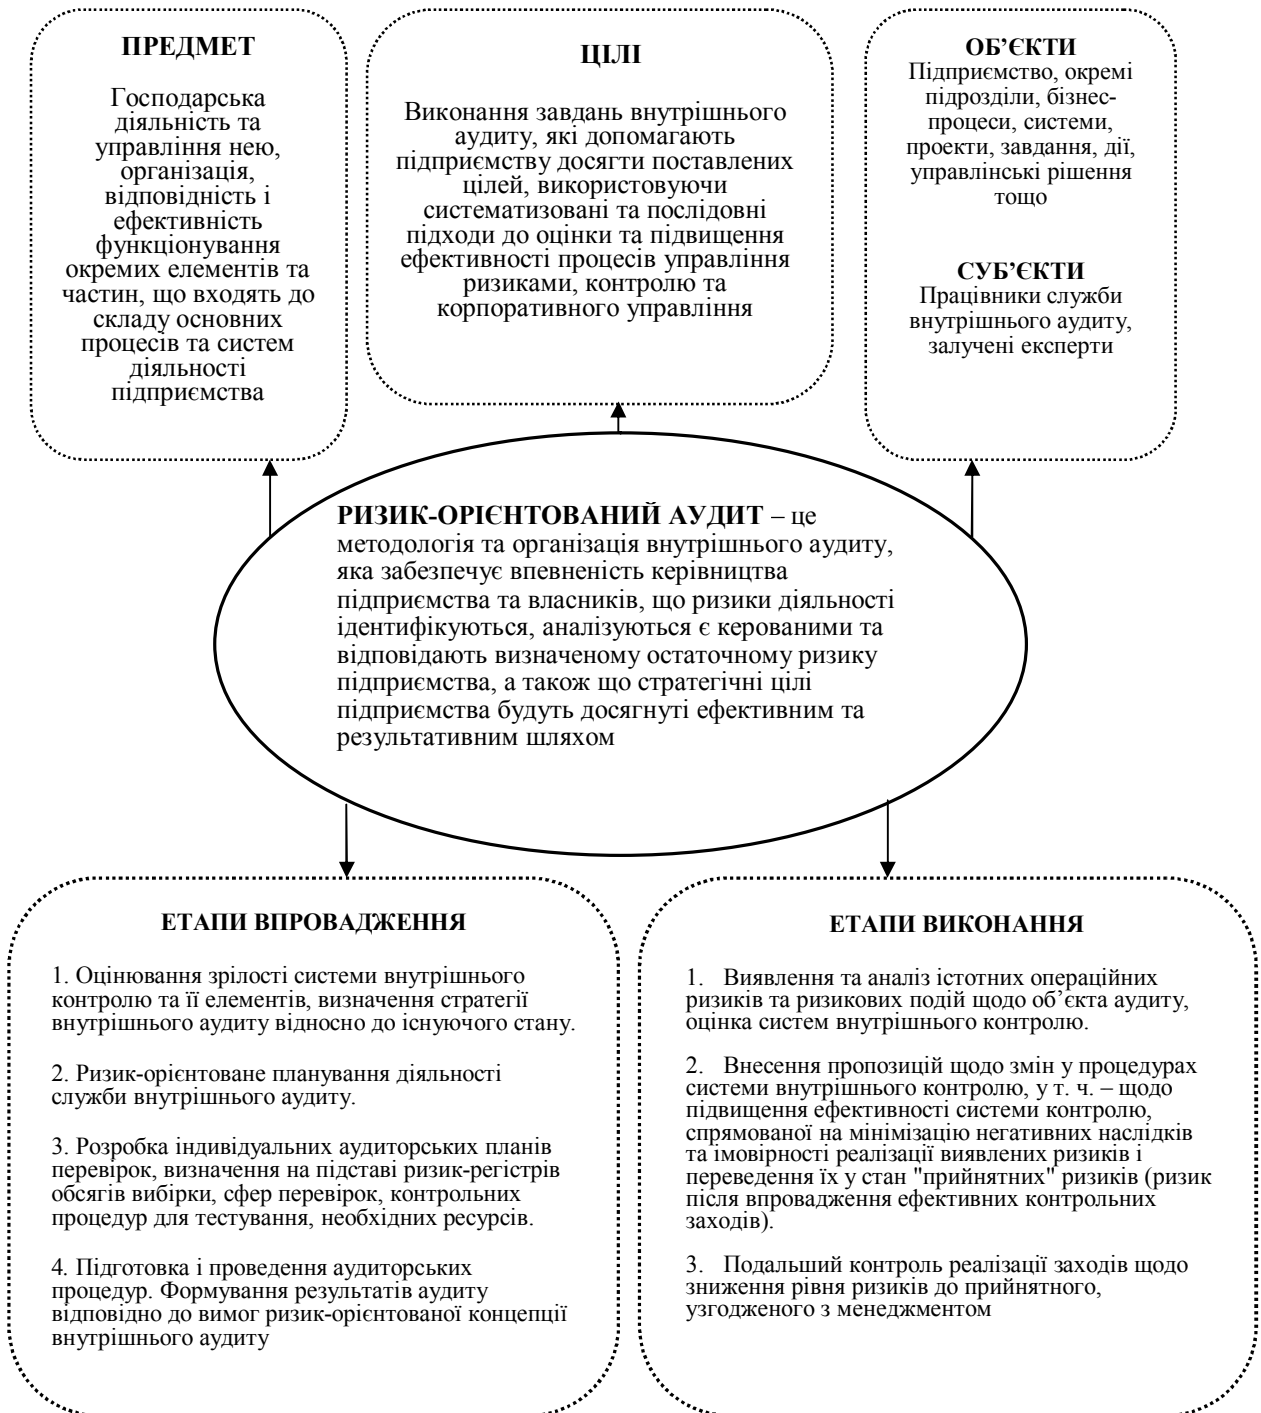 ПРЕДМЕТ
Господарська
діяльність та
управління нею,
організація,
відповідність і
ефективність
функціонування
окремих елементів та
частин, що входять до
складу основних
процесів та систем
діяльності
підприємства
ЦІЛІ
Виконання завдань внутрішнього
аудиту, які допомагають
підприємству досягти поставлених
цілей, використовуючи
систематизовані та послідовні
підходи до оцінки та підвищення
ефективності процесів управління
ризиками, контролю та
корпоративного управління
ОБ’ЄКТИ
Підприємство, окремі
підрозділи, бізнес-
процеси, системи,
проекти, завдання, дії,
управлінські рішення
тощо
СУБ’ЄКТИ
Працівники служби
внутрішнього аудиту,
залучені експерти
РИЗИК-ОРІЄНТОВАНИЙ АУДИТ – це
методологія та організація внутрішнього аудиту,
яка забезпечує впевненість керівництва
підприємства та власників, що ризики діяльності
ідентифікуються, аналізуються є керованими та
відповідають визначеному остаточному ризику
підприємства, а також що стратегічні цілі
підприємства будуть досягнуті ефективним та
результативним шляхом
ЕТАПИ ВПРОВАДЖЕННЯ
1. Оцінювання зрілості системи внутрішнього
контролю та її елементів, визначення стратегії
внутрішнього аудиту відносно до існуючого стану.
2. Ризик-орієнтоване планування діяльності
служби внутрішнього аудиту.
3. Розробка індивідуальних аудиторських планів
перевірок, визначення на підставі ризик-регістрів
обсягів вибірки, сфер перевірок, контрольних
процедур для тестування, необхідних ресурсів.
4. Підготовка і проведення аудиторських
процедур. Формування результатів аудиту
відповідно до вимог ризик-орієнтованої концепції
внутрішнього аудиту
ЕТАПИ ВИКОНАННЯ
1. Виявлення та аналіз істотних операційних
ризиків та ризикових подій щодо об’єкта аудиту,
оцінка систем внутрішнього контролю.
2. Внесення пропозицій щодо змін у процедурах
системи внутрішнього контролю, у т. ч. – щодо
підвищення ефективності системи контролю,
спрямованої на мінімізацію негативних наслідків
та імовірності реалізації виявлених ризиків і
переведення їх у стан "прийнятних" ризиків (ризик
після впровадження ефективних контрольних
заходів).
3. Подальший контроль реалізації заходів щодо
зниження рівня ризиків до прийнятного,
узгодженого з менеджментом